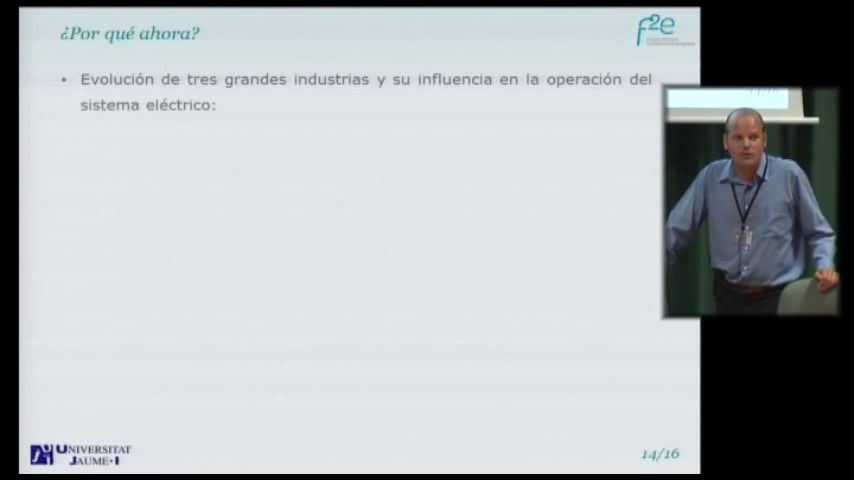 ¿Por qué ahora?
f2e
• Evolución de tres grandes industrias y su influencia en la operación del
sistema eléctrico:
UNIVERSITAT
JAUME·I
14/16